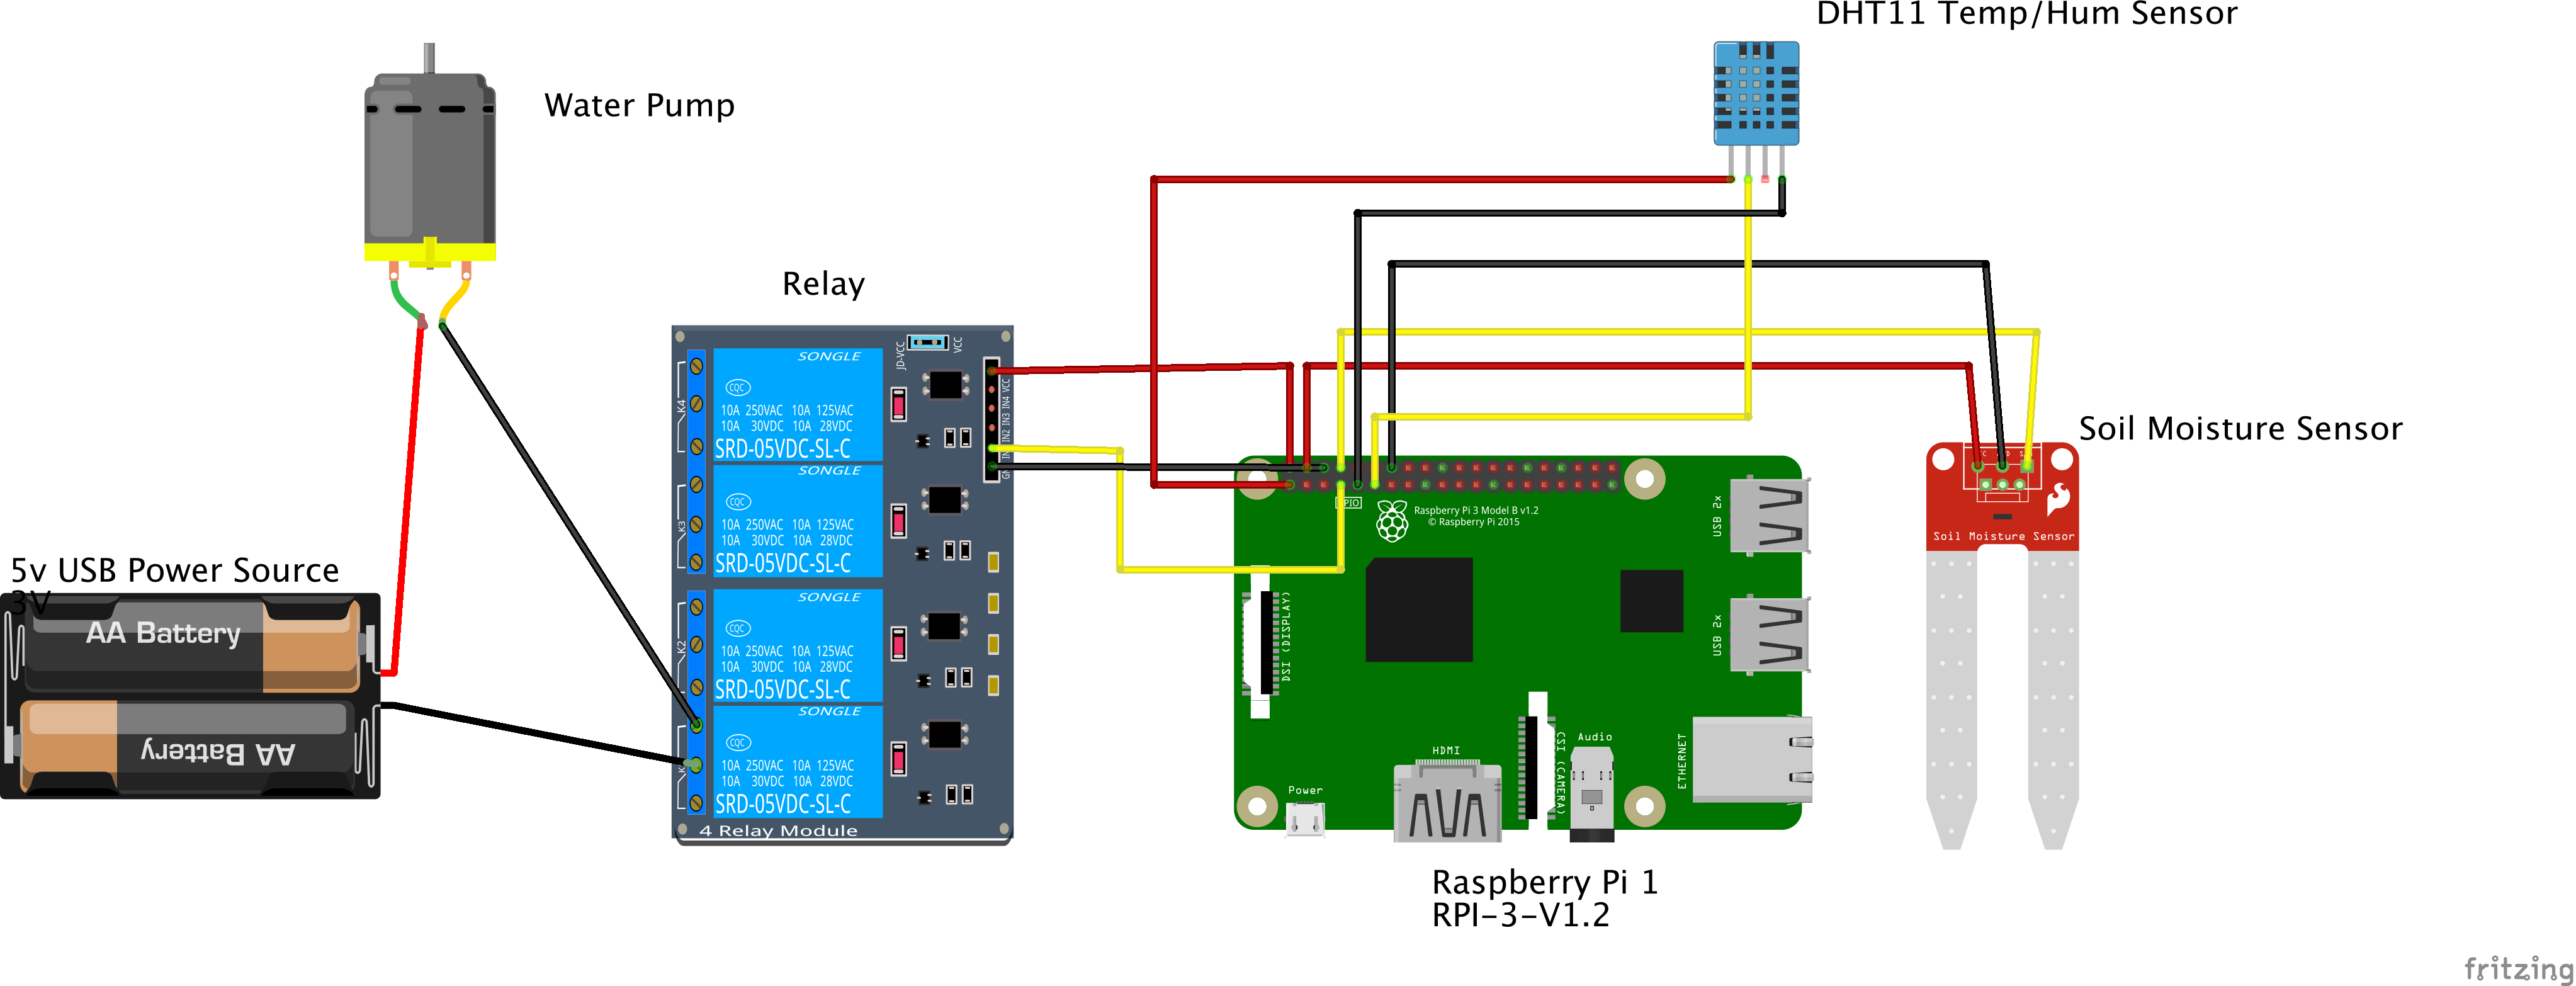 DHT11 Temp/Hum Sensor
Water Pump
Relay
JD-VCC
VCC
SONGLE
CQC
10A 250VAC 10A 125VAC
10A 30VDC 10A 28VDC
SRD-05VDC-SL-C
K4
VCC
IN4
IN3
IN2
SONGLE
CQC
10A 250VAC 10A 125VAC
10A 30VDC 10A 28VDC
SRD-05VDC-SL-C
K3
SONGLE
CQC
10A 250VAC 10A 125VAC
10A 30VDC 10A 28VDC
SRD-05VDC-SL-C
K2
SONGLE
CQC
10A 250VAC 10A 125VAC
10A 30VDC 10A 28VDC
SRD-05VDC-SL-C
4 Relay Module
5v USB Power Source
3V
AA Battery
AA Battery
Soil Moisture Sensor
Soil Moisture Sensor
Raspberry Pi 3 Model B v1.2
© Raspberry Pi 2015
USB 2x
USB 2x
DSI (DISPLAY)
Power
HDMI
CSI (CAMERA)
Audio
ETHERNET
Raspberry Pi 1
RPI-3-V1.2
fritzing